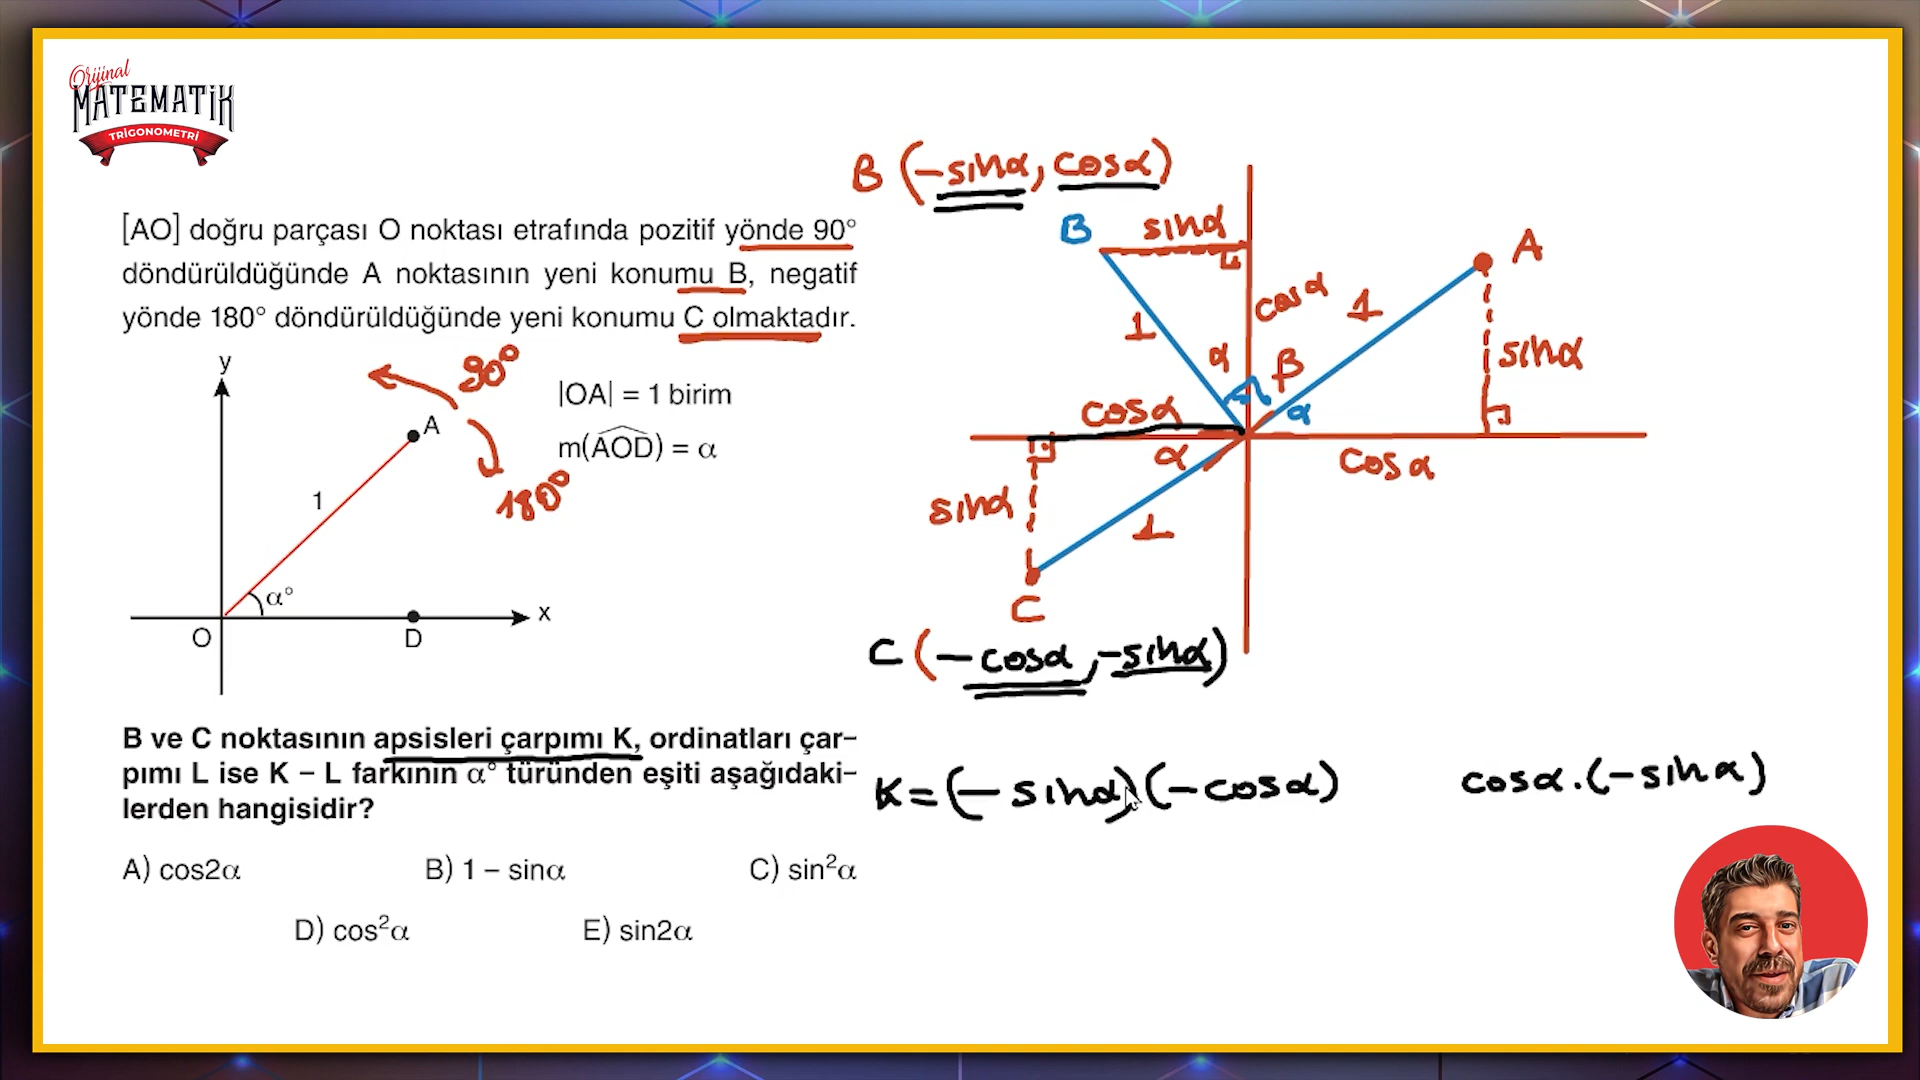 Orijinal
MATEMATİK
TRİGONOMETRİ
[AO] doğru parçası O noktası etrafında pozitif yönde 90°
döndürüldüğünde A noktasının yeni konumu B, negatif
yönde 180° döndürüldüğünde yeni konumu C olmaktadır.
y
90°
180°
|OA| = 1 birim
m(AOD) = α
A
1
α°
O
D
x
B ve C noktasının apsisleri çarpımı K, ordinatları çar-
pımı L ise K – L farkının α° türünden eşiti aşağıdaki-
lerden hangisidir?
A) cos2α
B) 1 – sinα
C) sin²α
D) cos²α
E) sin2α
B (-sinα, cosα)
B
sinα
A
cosα
1
1
α
β
sinα
cosα
α
α
cosα
sinα
1
C
C (-cosα, -sinα)
K = (-sinα)(-cosα)
cosα.(-sinα)